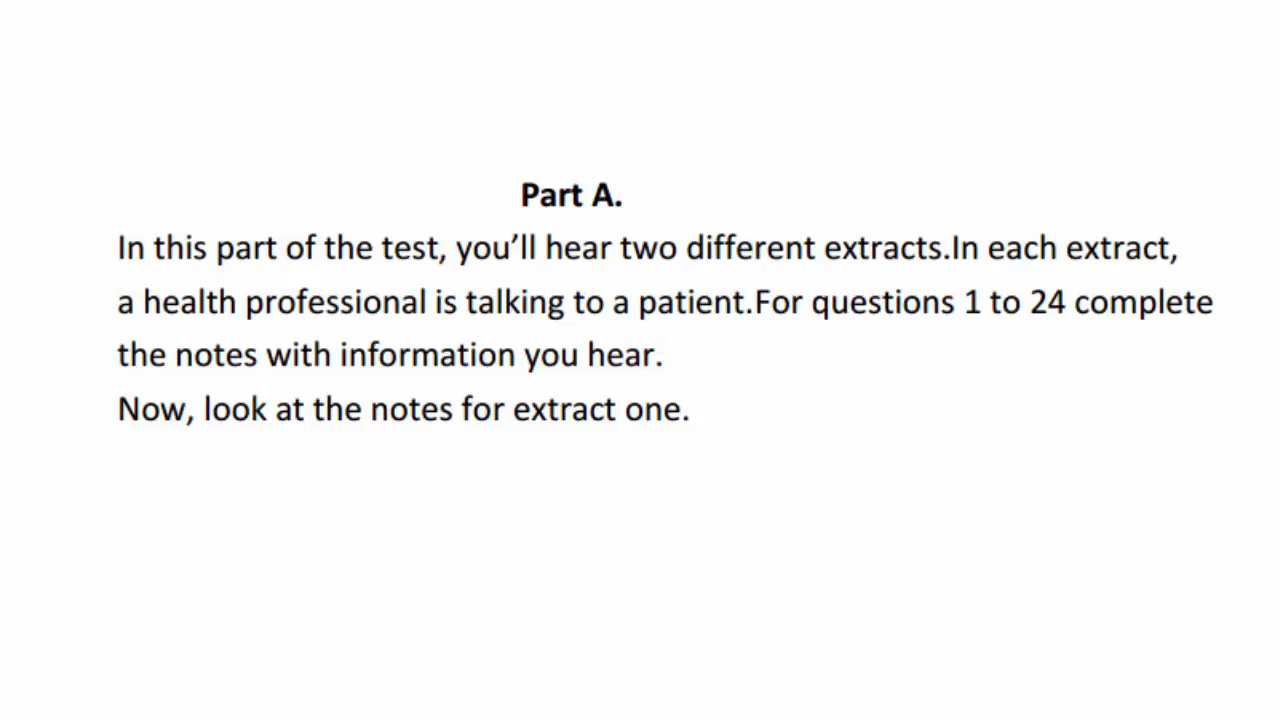 Part A.
In this part of the test, you’ll hear two different extracts.In each extract,
a health professional is talking to a patient.For questions 1 to 24 complete
the notes with information you hear.
Now, look at the notes for extract one.